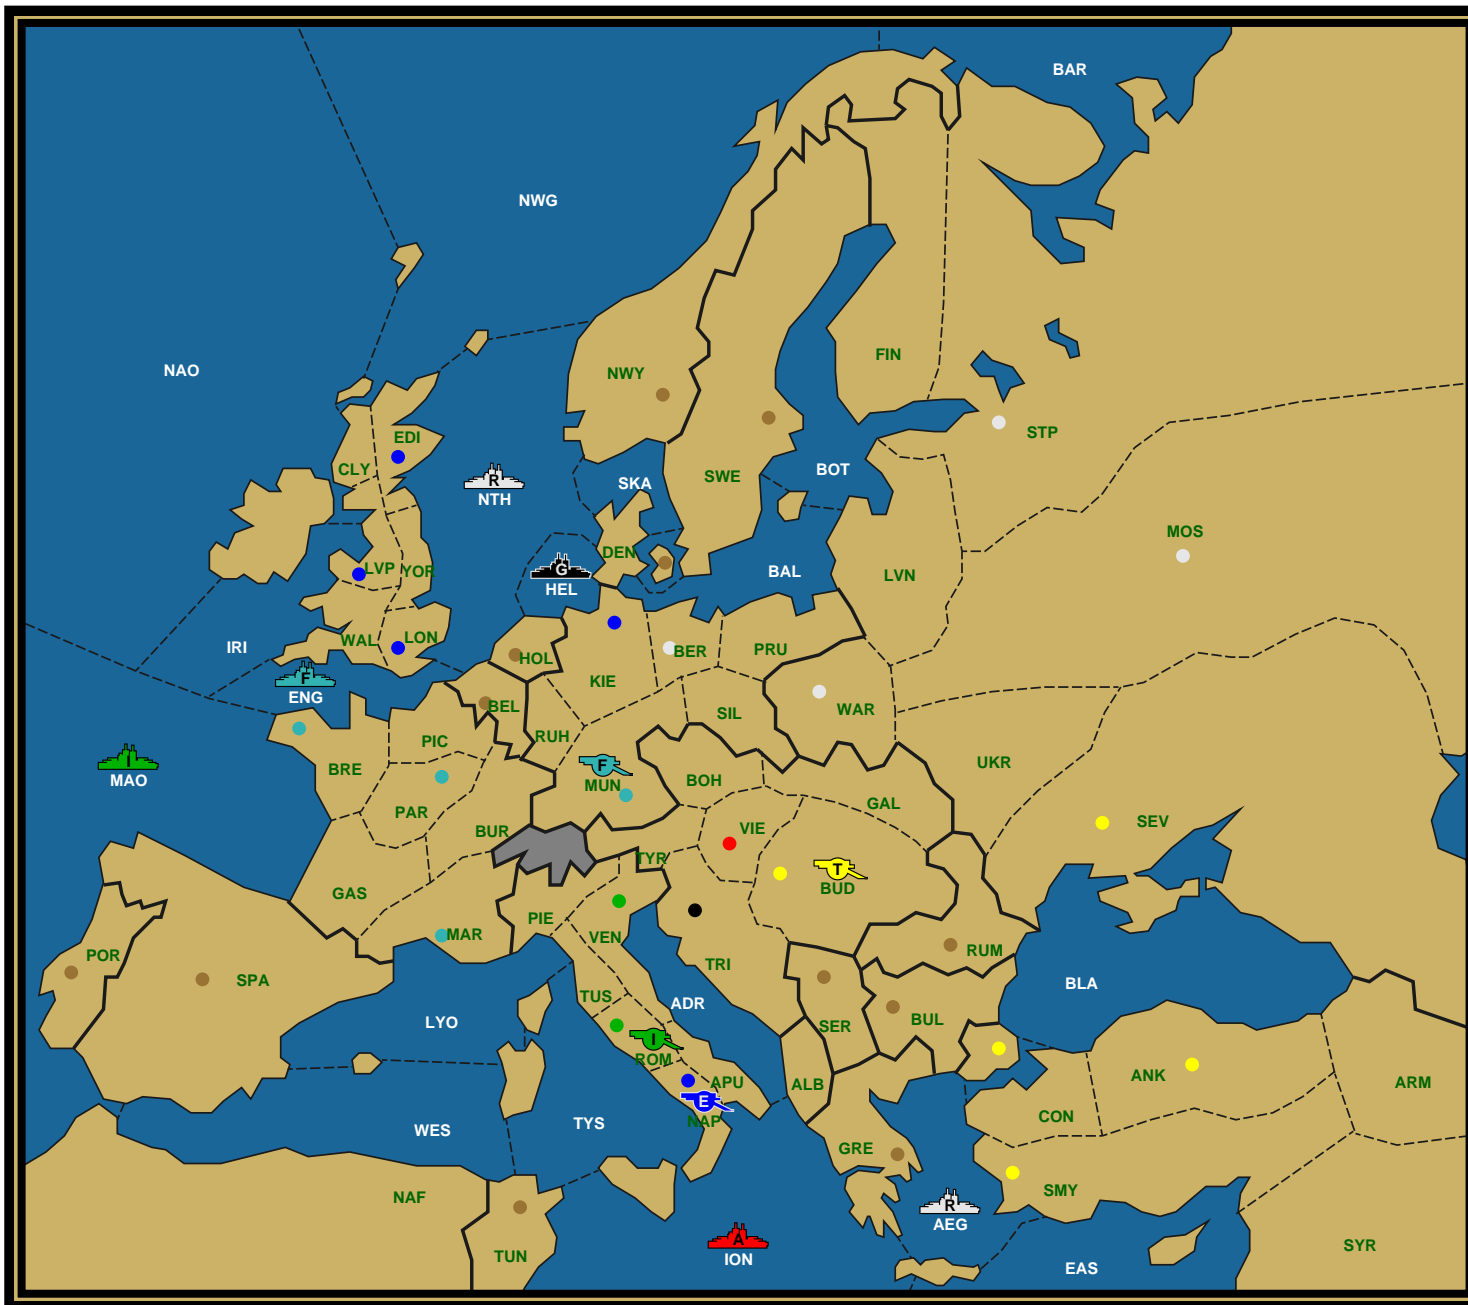 BAR
NWG
NAO
FIN
NWY
EDI
STP
CLY
BOT
SWE
SKA
R
NTH
MOS
DEN
G
HEL
LVP
YOR
BAL
LVN
IRI
WAL
LON
HOL
BER
PRU
KIE
F
ENG
BEL
SIL
WAR
PIC
RUH
I
MAO
BRE
F
MUN
BOH
UKR
GAL
PAR
BUR
VIE
SEV
TYR
T
BUD
GAS
PIE
MAR
VEN
POR
SPA
TRI
RUM
BLA
TUS
ADR
LYO
SER
BUL
I
ROM
APU
ALB
ANK
ARM
E
NAP
CON
WES
TYS
GRE
NAF
SMY
R
AEG
A
ION
TUN
SYR
EAS